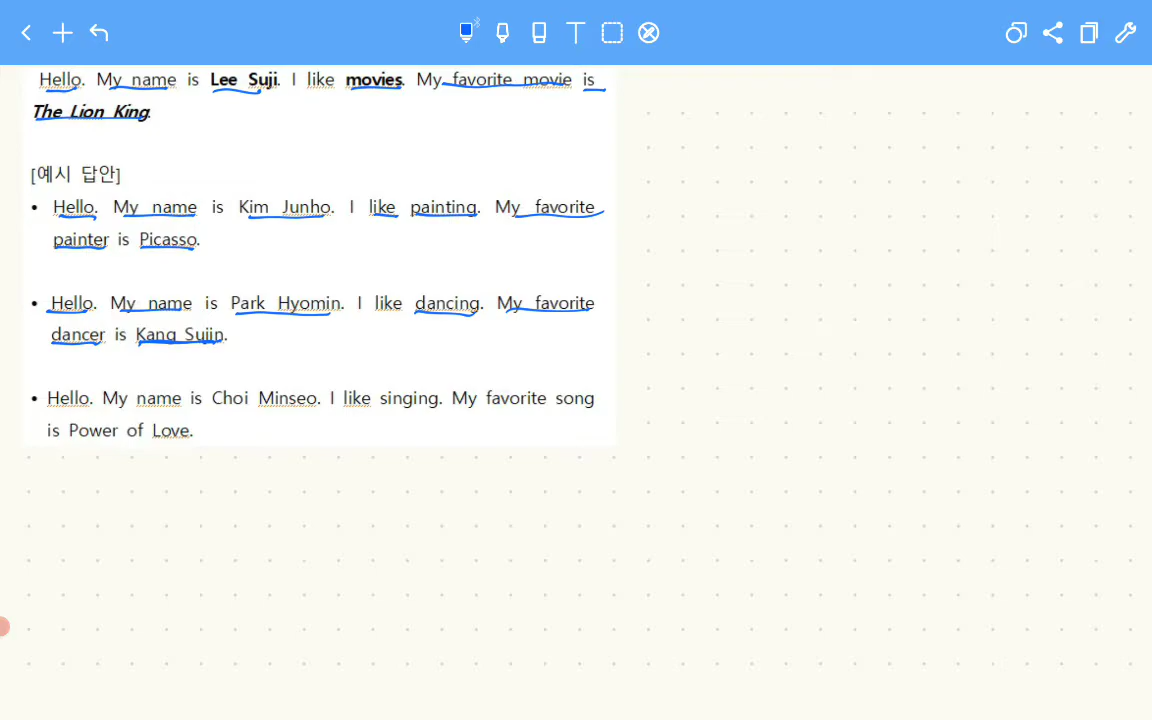 Hello. My name is Lee Suji. I like movies. My favorite movie is
The Lion King.
[예시 답안]
• Hello. My name is Kim Junho. I like painting. My favorite
painter is Picasso.
• Hello. My name is Park Hyomin. I like dancing. My favorite
dancer is Kang Sujin.
• Hello. My name is Choi Minseo. I like singing. My favorite song
is Power of Love.